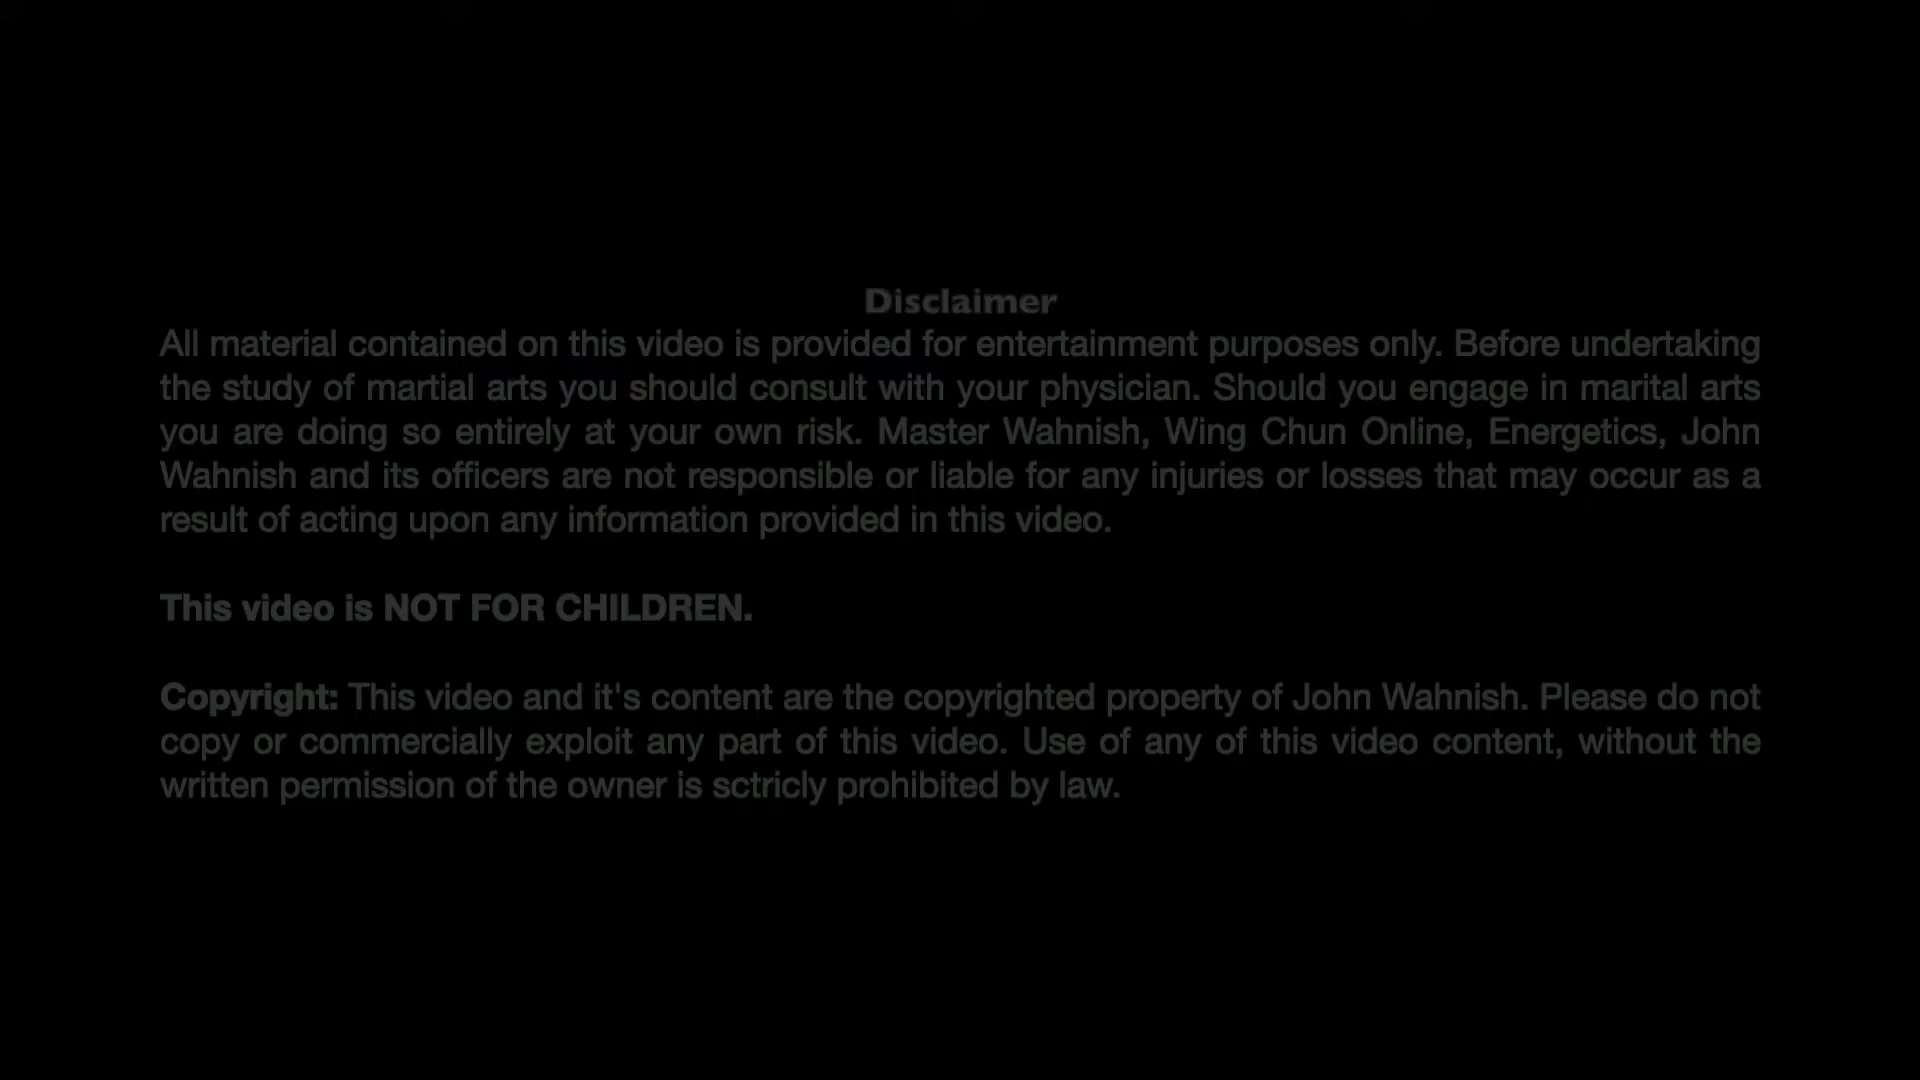 Disclaimer
All material contained on this video is provided for entertainment purposes only. Before undertaking
the study of martial arts you should consult with your physician. Should you engage in marital arts
you are doing so entirely at your own risk. Master Wahnish, Wing Chun Online, Energetics, John
Wahnish and its officers are not responsible or liable for any injuries or losses that may occur as a
result of acting upon any information provided in this video.
This video is NOT FOR CHILDREN.
Copyright: This video and it's content are the copyrighted property of John Wahnish. Please do not
copy or commercially exploit any part of this video. Use of any of this video content, without the
written permission of the owner is sctricly prohibited by law.